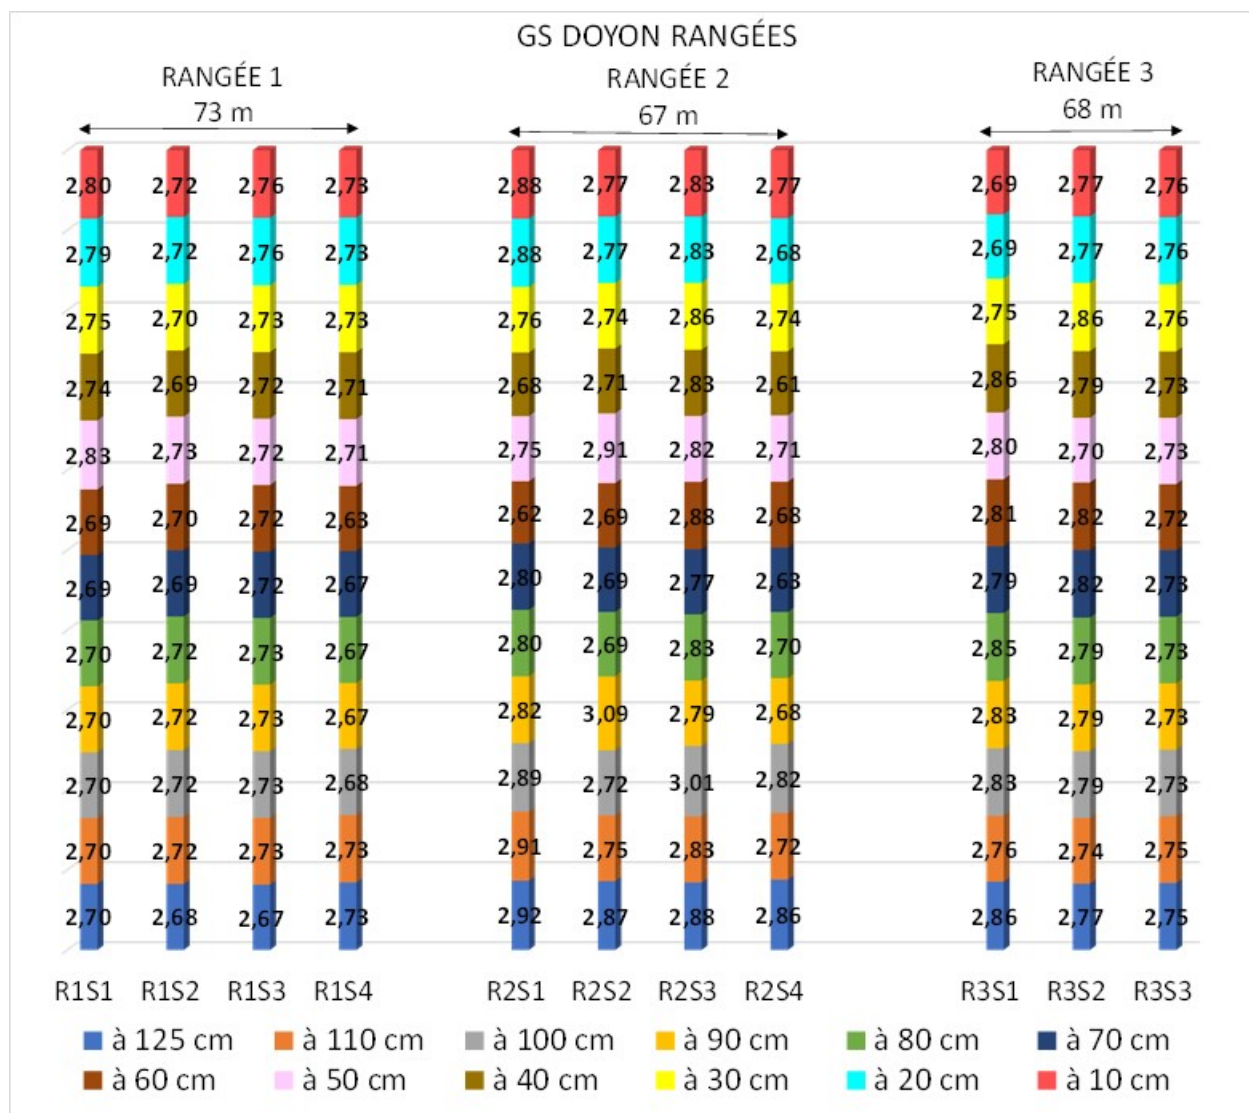 GS DOYON RANGÉES
RANGÉE 1 RANGÉE 2 RANGÉE 3
73 m 67 m 68 m
2,80 2,72 2,76 2,73 2,88 2,77 2,83 2,77 2,69 2,77 2,76
2,79 2,72 2,76 2,73 2,88 2,77 2,83 2,68 2,69 2,77 2,76
2,75 2,70 2,73 2,73 2,76 2,74 2,86 2,74 2,75 2,86 2,76
2,74 2,69 2,72 2,71 2,68 2,71 2,83 2,61 2,86 2,79 2,73
2,83 2,73 2,72 2,71 2,75 2,91 2,82 2,71 2,80 2,70 2,73
2,69 2,70 2,72 2,63 2,62 2,69 2,88 2,68 2,81 2,82 2,72
2,69 2,69 2,72 2,67 2,80 2,69 2,77 2,63 2,79 2,82 2,73
2,70 2,72 2,73 2,67 2,80 2,69 2,83 2,70 2,85 2,79 2,73
2,70 2,72 2,73 2,67 2,82 3,09 2,79 2,68 2,83 2,79 2,73
2,70 2,72 2,73 2,68 2,89 2,72 3,01 2,82 2,83 2,79 2,73
2,70 2,72 2,73 2,73 2,91 2,75 2,83 2,72 2,76 2,74 2,75
2,70 2,68 2,67 2,73 2,92 2,87 2,88 2,86 2,86 2,77 2,75
R1S1 R1S2 R1S3 R1S4 R2S1 R2S2 R2S3 R2S4 R3S1 R3S2 R3S3
à 125 cm à 110 cm à 100 cm à 90 cm à 80 cm à 70 cm
à 60 cm à 50 cm à 40 cm à 30 cm à 20 cm à 10 cm